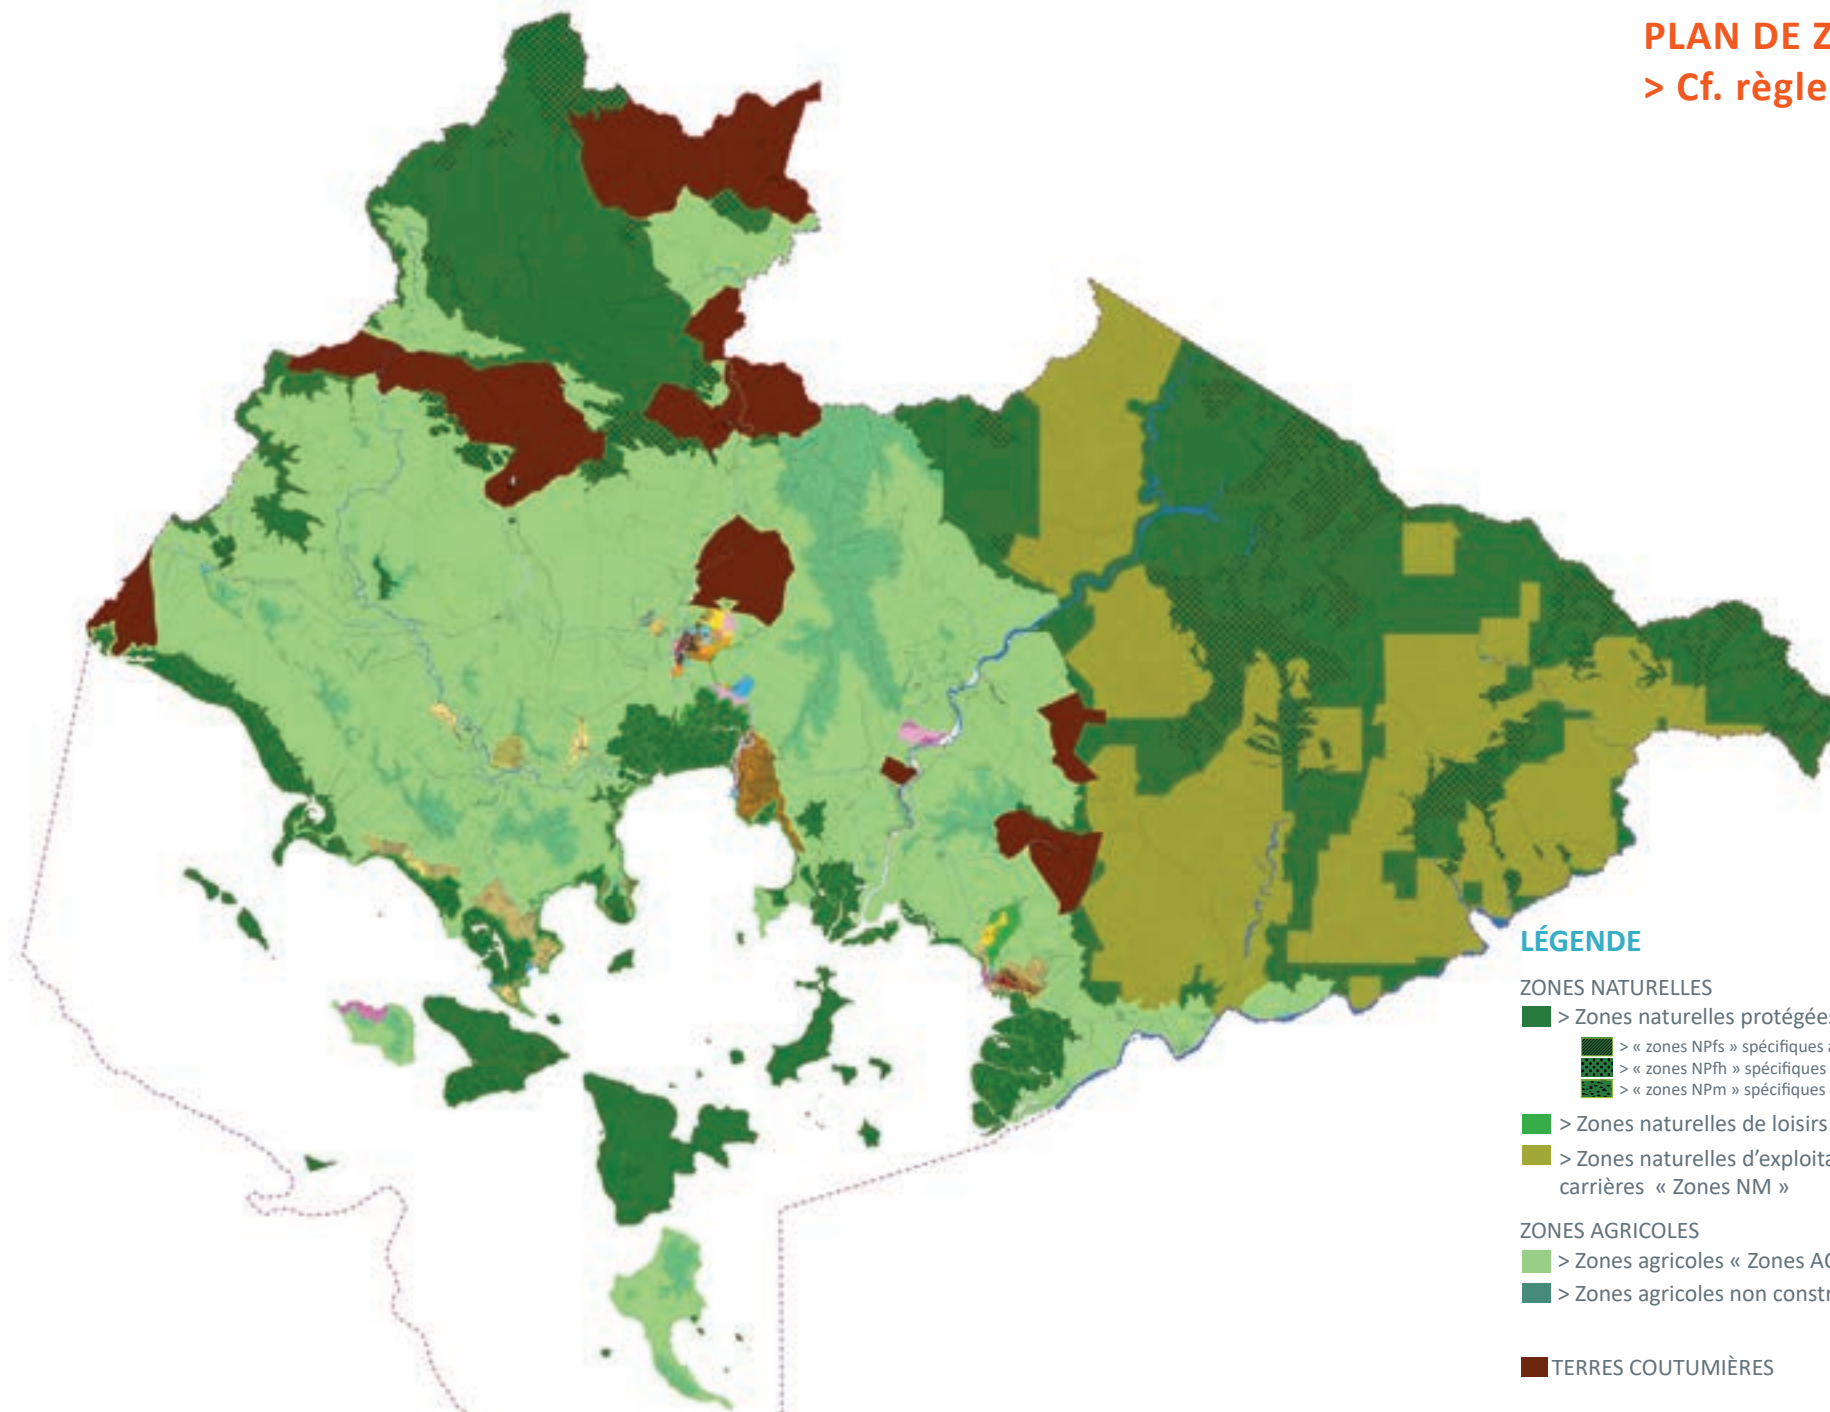 PLAN DE Z
> Cf. règle
LÉGENDE
ZONES NATURELLES
> Zones naturelles protégées
> « zones NPfs » spécifiques a
> « zones NPfh » spécifiques
> « zones NPm » spécifiques
> Zones naturelles de loisirs
> Zones naturelles d'exploita
carrières « Zones NM »
ZONES AGRICOLES
> Zones agricoles « Zones AC
> Zones agricoles non constr
TERRES COUTUMIÈRES